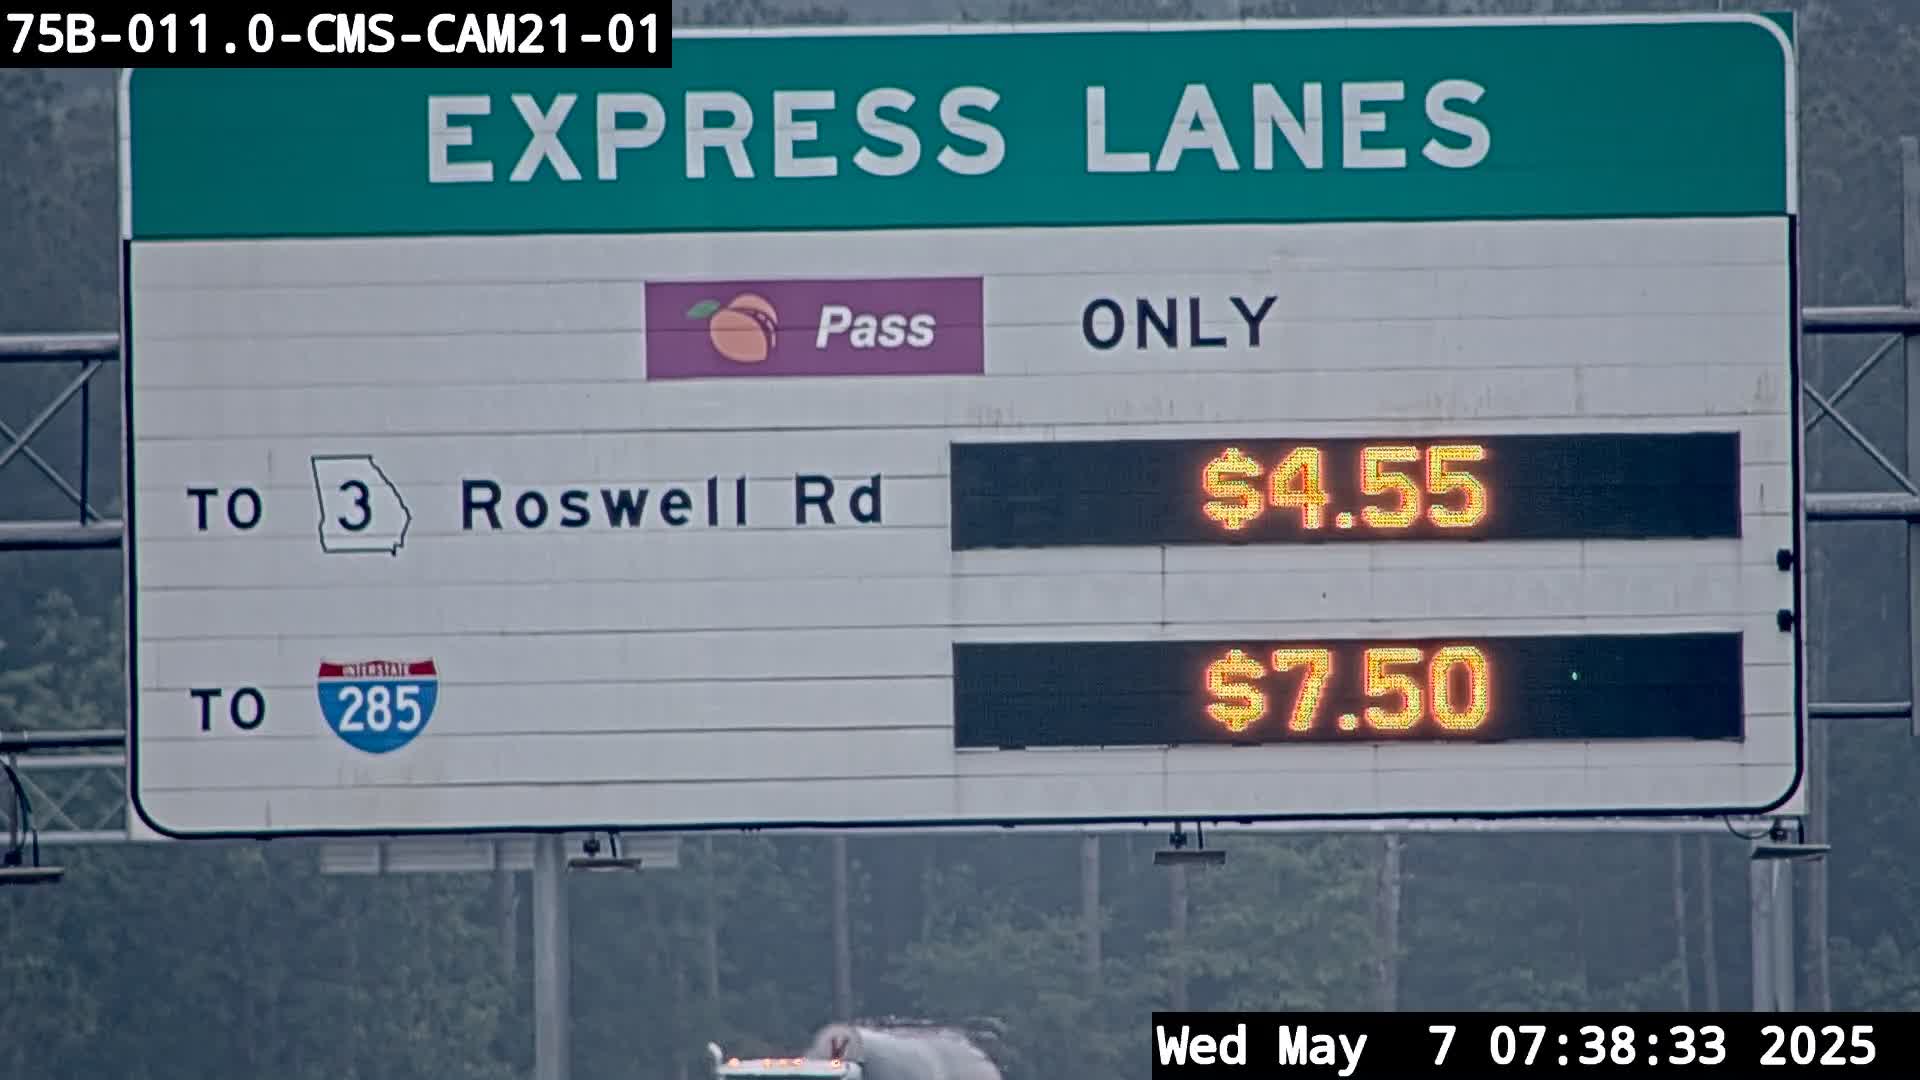 75B-011.0-CMS-CAM21-01
EXPRESS LANES
Pass ONLY
TO 3 Roswell Rd $4.55
INTERSTATE
TO 285 $7.50
Wed May 7 07:38:33 2025